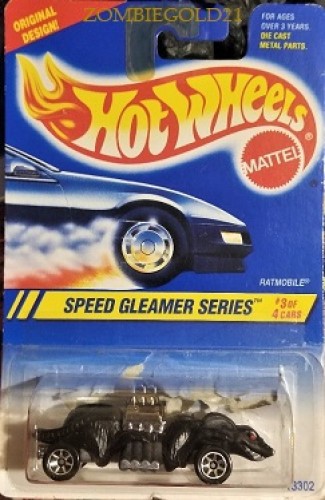 ZOMBIEGOLD21
ORIGINAL
DESIGN!
FOR AGES
OVER 3 YEARS.
DIE CAST
METAL PARTS.
HOT WHEELS
MATTEL
RATMOBILE®
SPEED GLEAMER SERIES™
#3 OF
4 CARS
13302